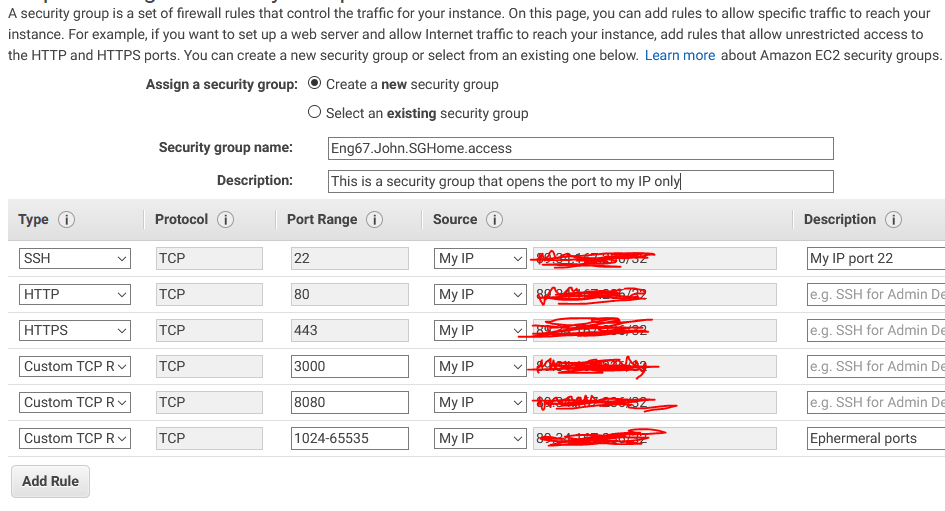 A security group is a set of firewall rules that control the traffic for your instance. On this page, you can add rules to allow specific traffic to reach your
instance. For example, if you want to set up a web server and allow Internet traffic to reach your instance, add rules that allow unrestricted access to
the HTTP and HTTPS ports. You can create a new security group or select from an existing one below. Learn more about Amazon EC2 security groups.
Assign a security group: Create a new security group
Select an existing security group
Security group name: Eng67.John.SGHome.access
Description: This is a security group that opens the port to my IP only
Type Protocol Port Range Source Description
SSH TCP 22 My IP My IP port 22
HTTP TCP 80 My IP e.g. SSH for Admin De
HTTPS TCP 443 My IP e.g. SSH for Admin De
Custom TCP R TCP 3000 My IP e.g. SSH for Admin De
Custom TCP R TCP 8080 My IP e.g. SSH for Admin De
Custom TCP R TCP 1024-65535 My IP Ephermeral ports
Add Rule